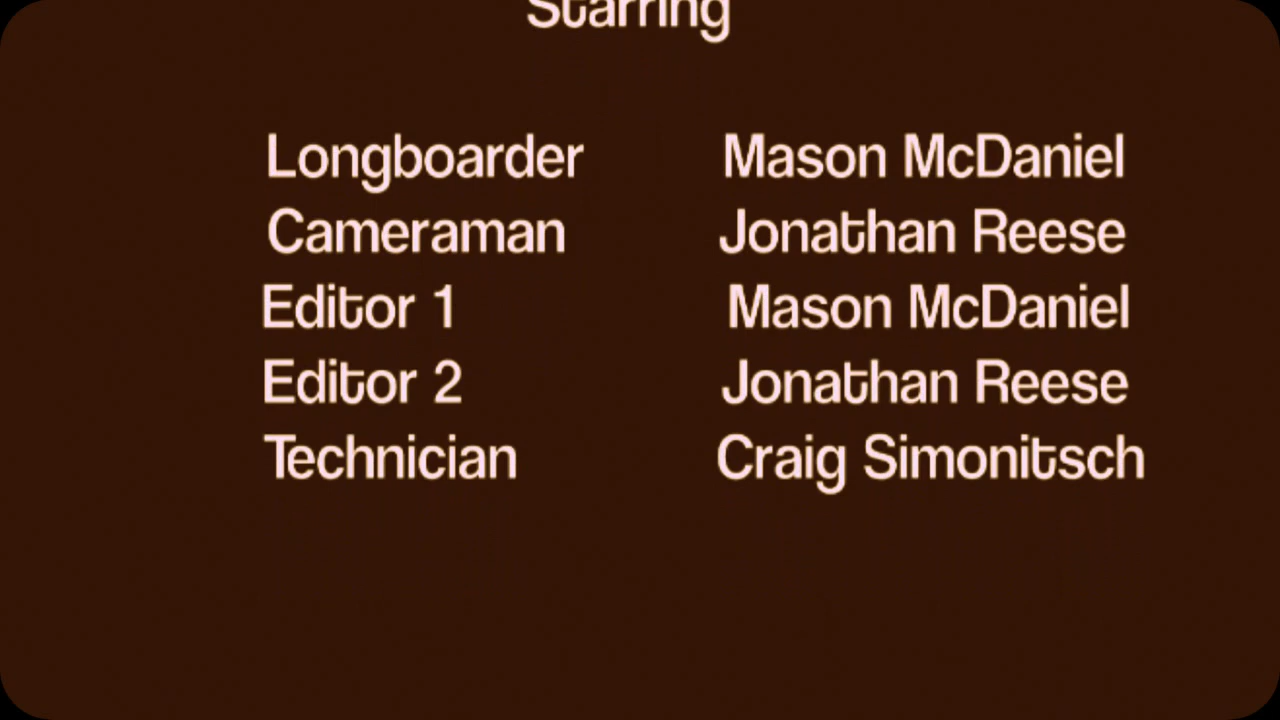 Starring
Longboarder Mason McDaniel
Cameraman Jonathan Reese
Editor 1 Mason McDaniel
Editor 2 Jonathan Reese
Technician Craig Simonitsch